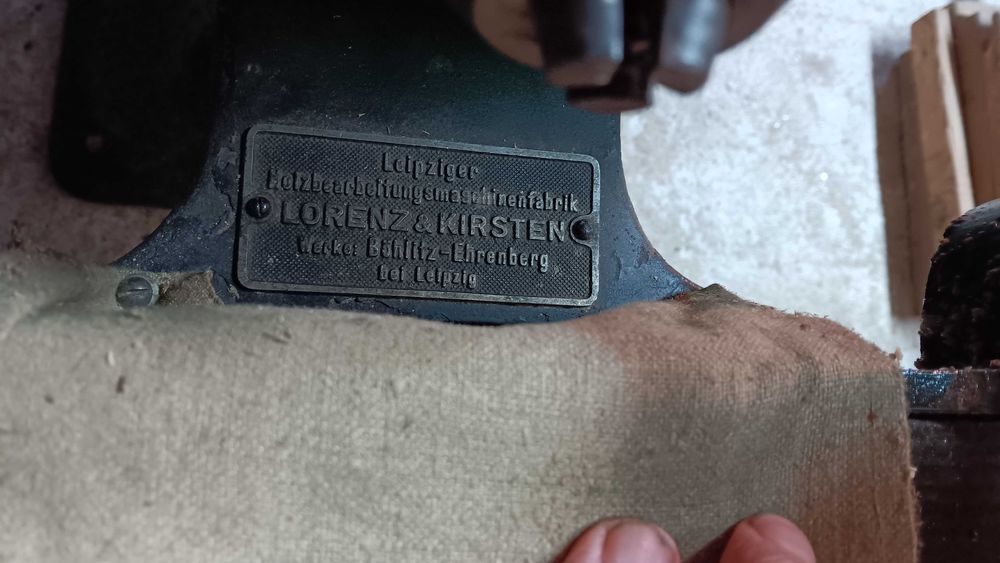 Leipziger
Holzbearbeitungsmaschinenfabrik
LORENZ & KIRSTEN
Werke: Böhlitz-Ehrenberg
bei Leipzig